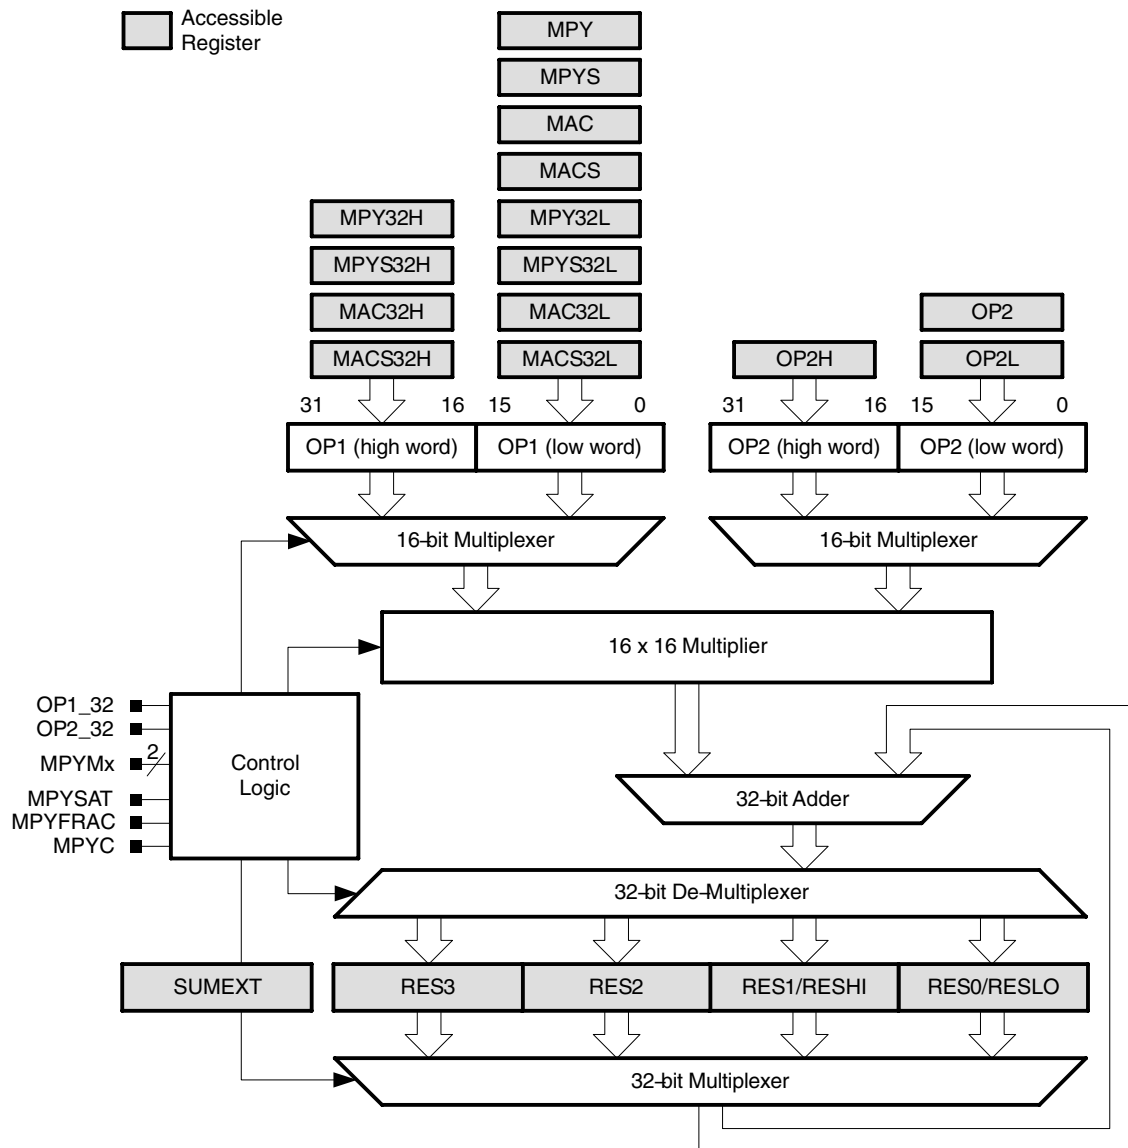 Accessible
Register
MPY
MPYS
MAC
MACS
MPY32H
MPY32L
MPYS32H
MPYS32L
MAC32H
MAC32L
OP2
MACS32H
MACS32L
OP2H
OP2L
31 16 15 0
31 16 15 0
OP1 (high word)
OP1 (low word)
OP2 (high word)
OP2 (low word)
16-bit Multiplexer
16-bit Multiplexer
16 x 16 Multiplier
OP1_32
OP2_32
MPYMx
2
MPYSAT
MPYFRAC
MPYC
Control
Logic
32-bit Adder
32-bit De-Multiplexer
SUMEXT
RES3
RES2
RES1/RESHI
RES0/RESLO
32-bit Multiplexer